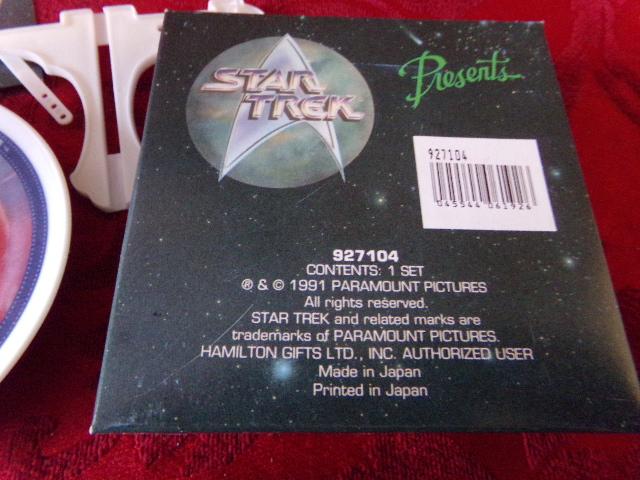 STAR
TREK
Presents
927104
045544 061926
927104
CONTENTS: 1 SET
® & © 1991 PARAMOUNT PICTURES
All rights reserved.
STAR TREK and related marks are
trademarks of PARAMOUNT PICTURES.
HAMILTON GIFTS LTD., INC. AUTHORIZED USER
Made in Japan
Printed in Japan